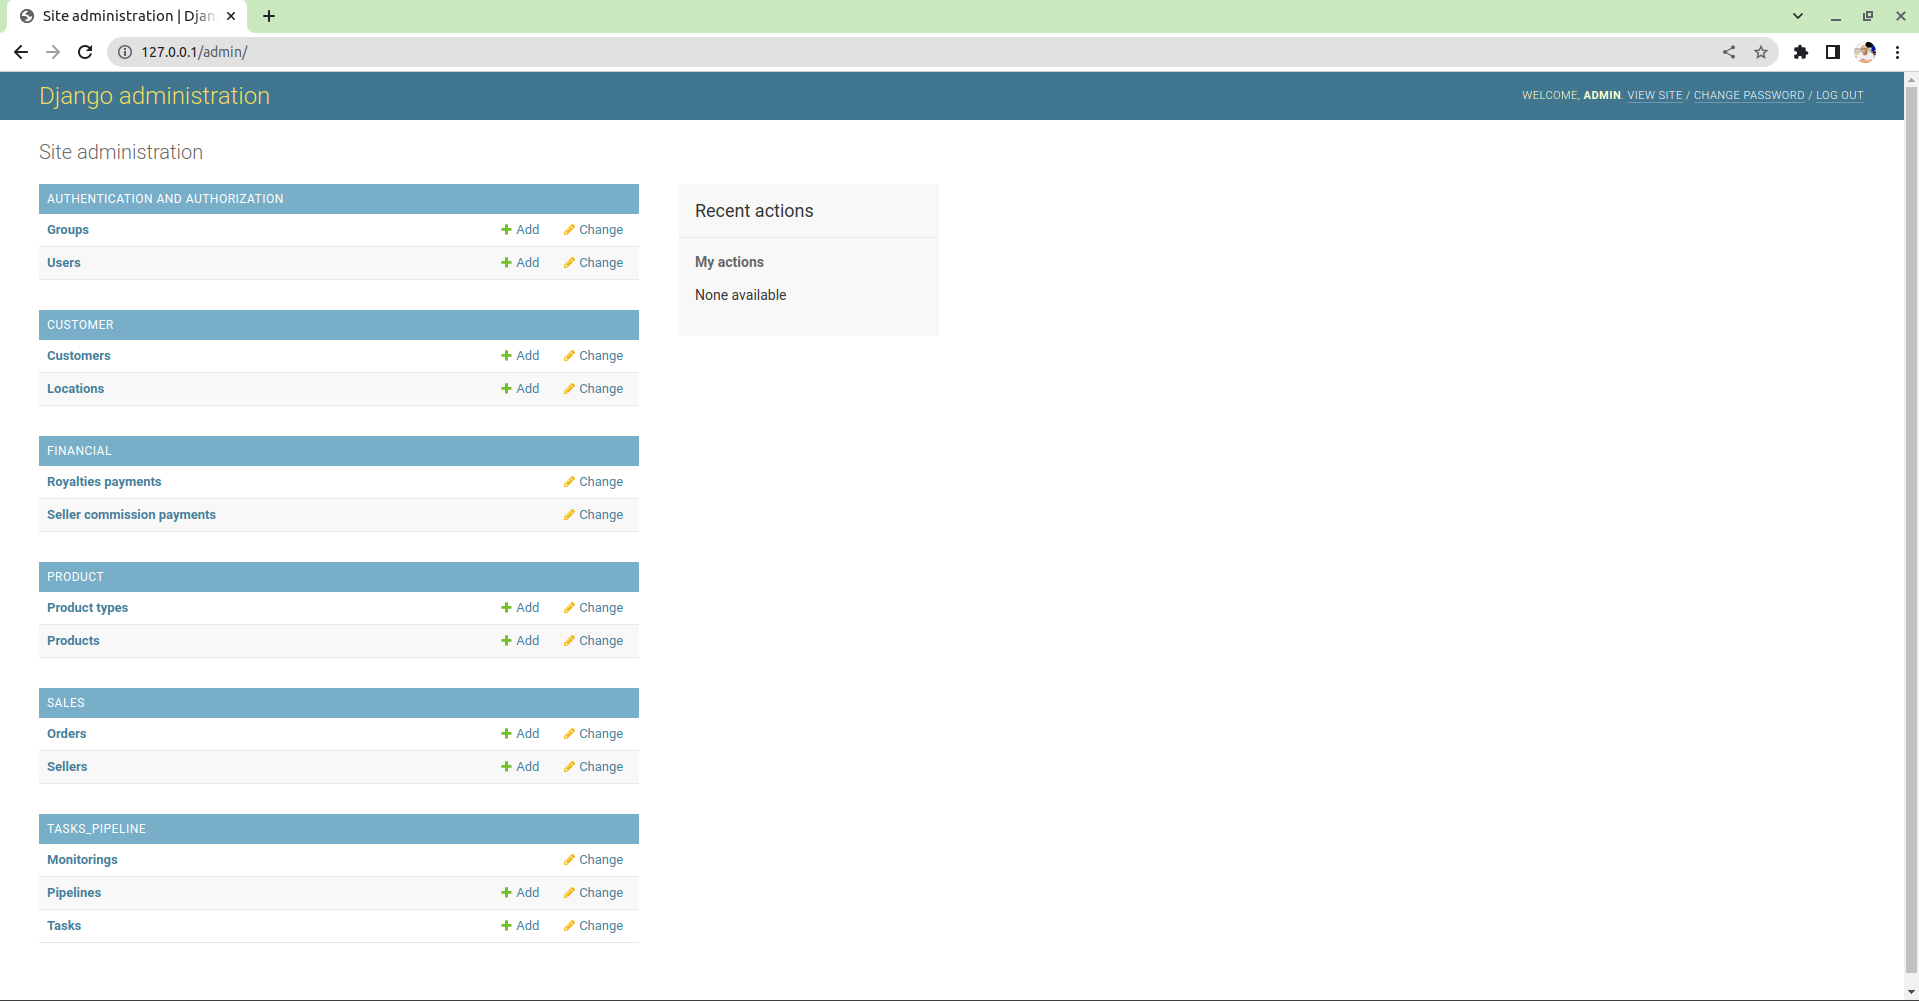 Site administration | Djan
127.0.0.1/admin/
Django administration
WELCOME, ADMIN. VIEW SITE / CHANGE PASSWORD / LOG OUT
Site administration
AUTHENTICATION AND AUTHORIZATION
Groups Add Change
Users Add Change
CUSTOMER
Customers Add Change
Locations Add Change
FINANCIAL
Royalties payments Change
Seller commission payments Change
PRODUCT
Product types Add Change
Products Add Change
SALES
Orders Add Change
Sellers Add Change
TASKS_PIPELINE
Monitorings Change
Pipelines Add Change
Tasks Add Change
Recent actions
My actions
None available